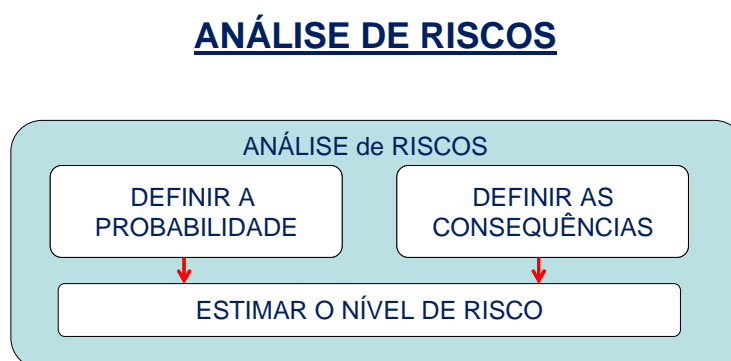 ANÁLISE DE RISCOS
ANÁLISE de RISCOS
DEFINIR A
PROBABILIDADE
DEFINIR AS
CONSEQUÊNCIAS
ESTIMAR O NÍVEL DE RISCO